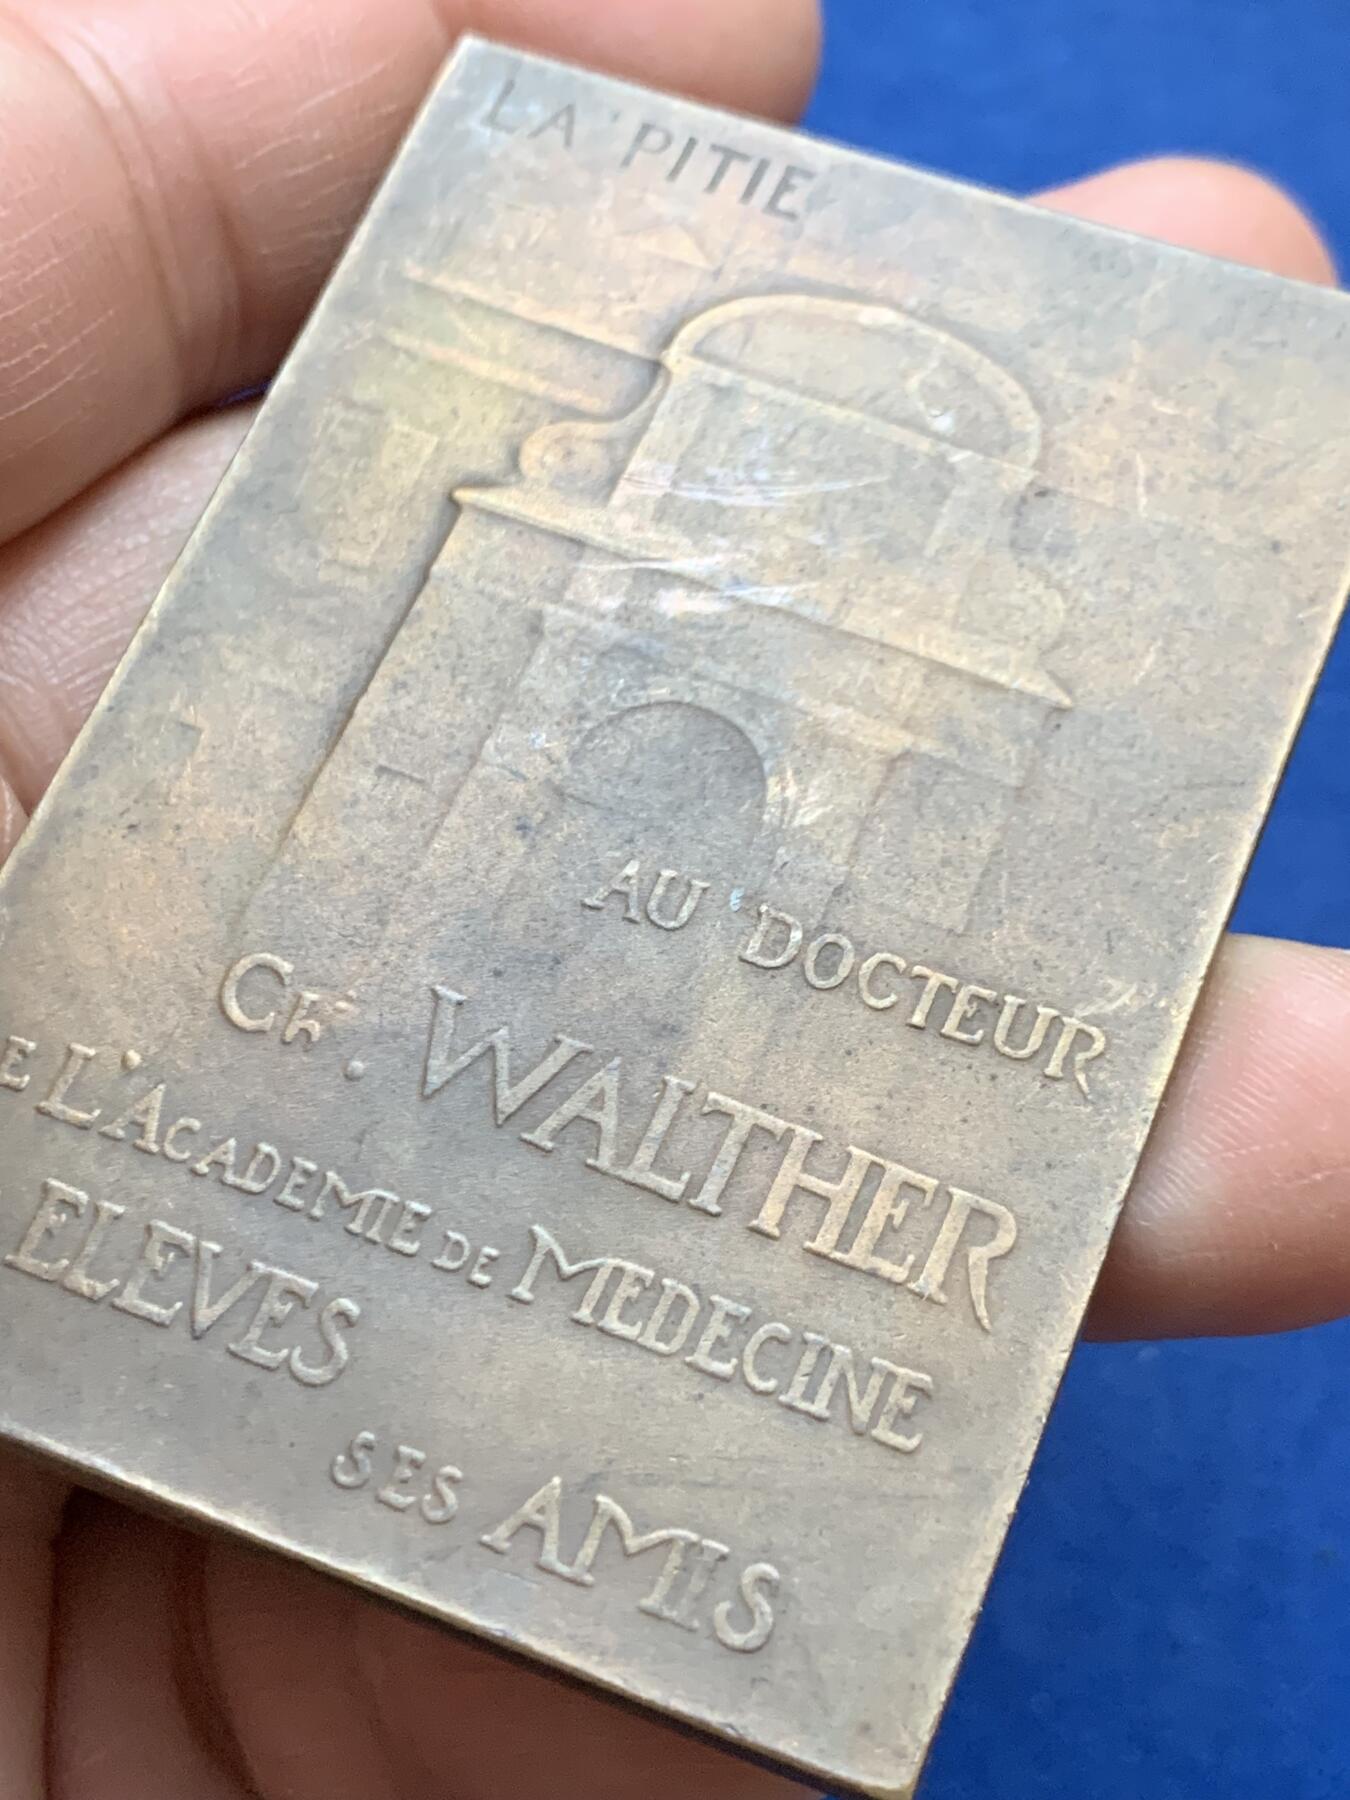 LA PITIE
AU DOCTEUR
Ch. WALTHER
E L'ACADEMIE DE MEDECINE
ELEVES
SES AMIS